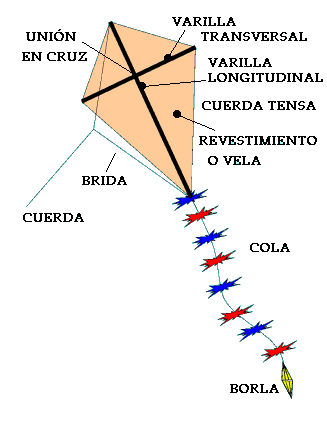 VARILLA
TRANSVERSAL
UNIÓN
EN CRUZ
VARILLA
LONGITUDINAL
CUERDA TENSA
REVESTIMIENTO
O VELA
BRIDA
CUERDA
COLA
BORLA